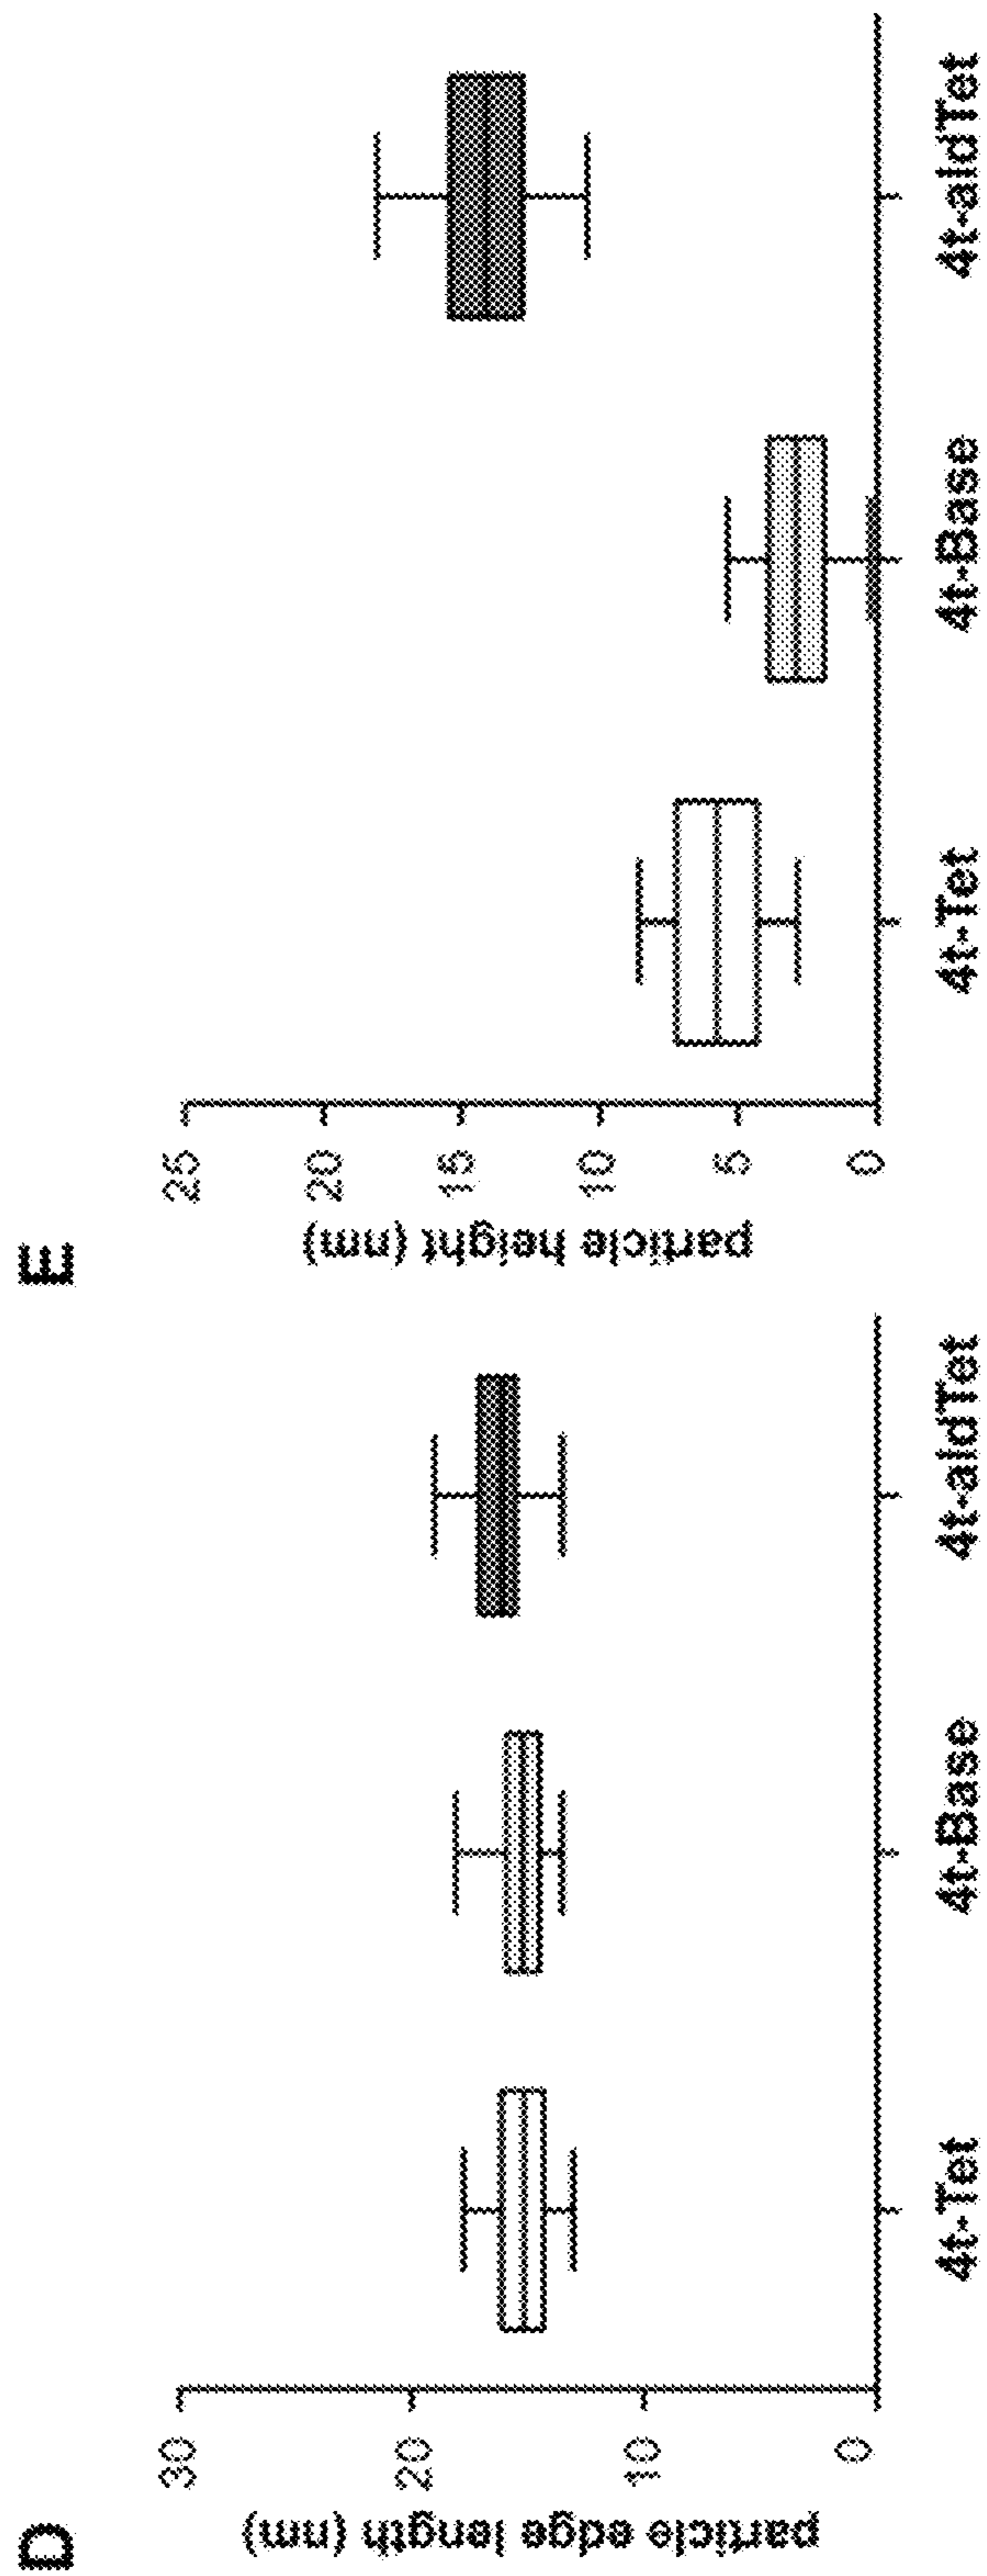 D
particle edge length (nm)
30
20
10
0
4t-Tet
4t-Base
4t-aldTet
E
particle height (nm)
25
20
15
10
5
0
4t-Tet
4t-Base
4t-aldTet